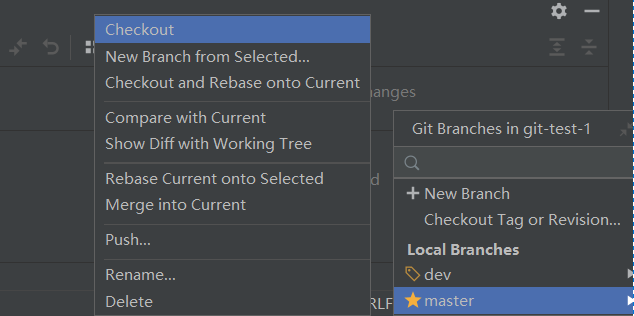 Checkout
New Branch from Selected...
Checkout and Rebase onto Current
Compare with Current
Show Diff with Working Tree
Rebase Current onto Selected
Merge into Current
Push...
Rename...
Delete
anges
d
RLF
Git Branches in git-test-1
New Branch
Checkout Tag or Revision...
Local Branches
dev
master